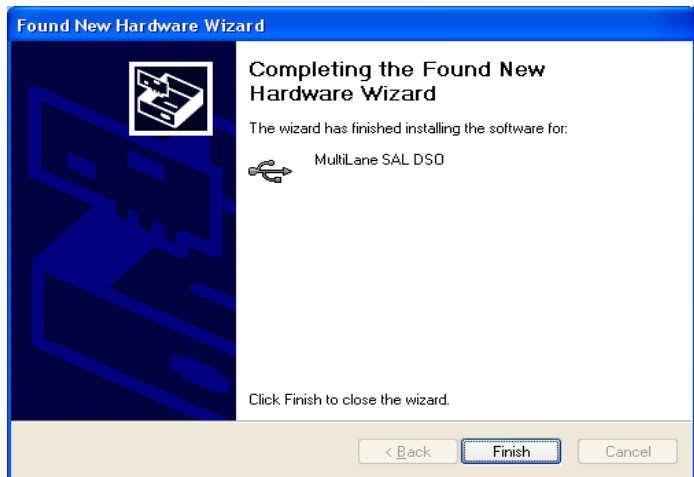 Found New Hardware Wizard
Completing the Found New
Hardware Wizard
The wizard has finished installing the software for:
MultiLane SAL DSO
Click Finish to close the wizard.
< Back
Finish
Cancel